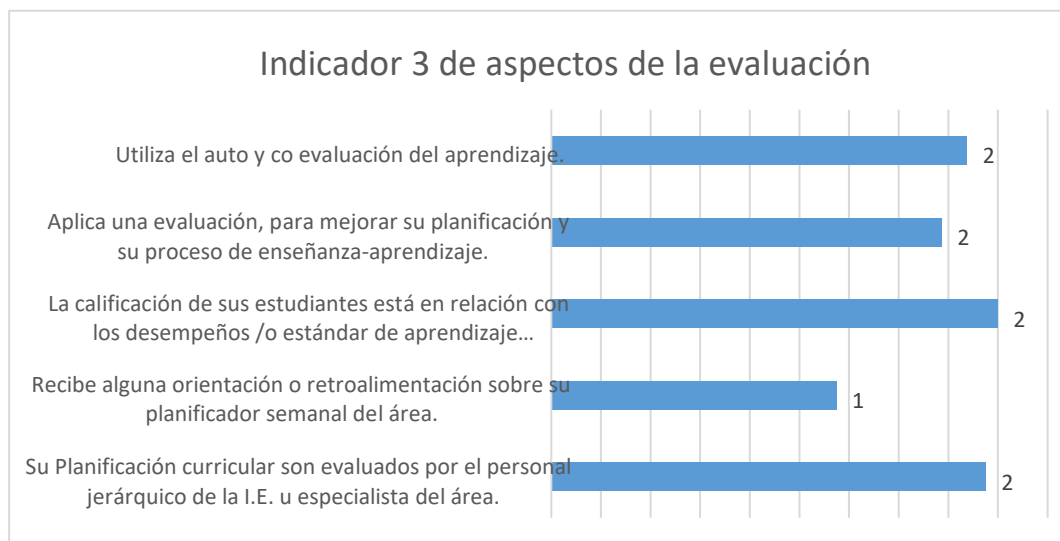 Indicador 3 de aspectos de la evaluación
Utiliza el auto y co evaluación del aprendizaje.
2
Aplica una evaluación, para mejorar su planificación y
su proceso de enseñanza-aprendizaje.
2
La calificación de sus estudiantes está en relación con
los desempeños /o estándar de aprendizaje...
2
Recibe alguna orientación o retroalimentación sobre su
planificador semanal del área.
1
Su Planificación curricular son evaluados por el personal
jerárquico de la I.E. u especialista del área.
2